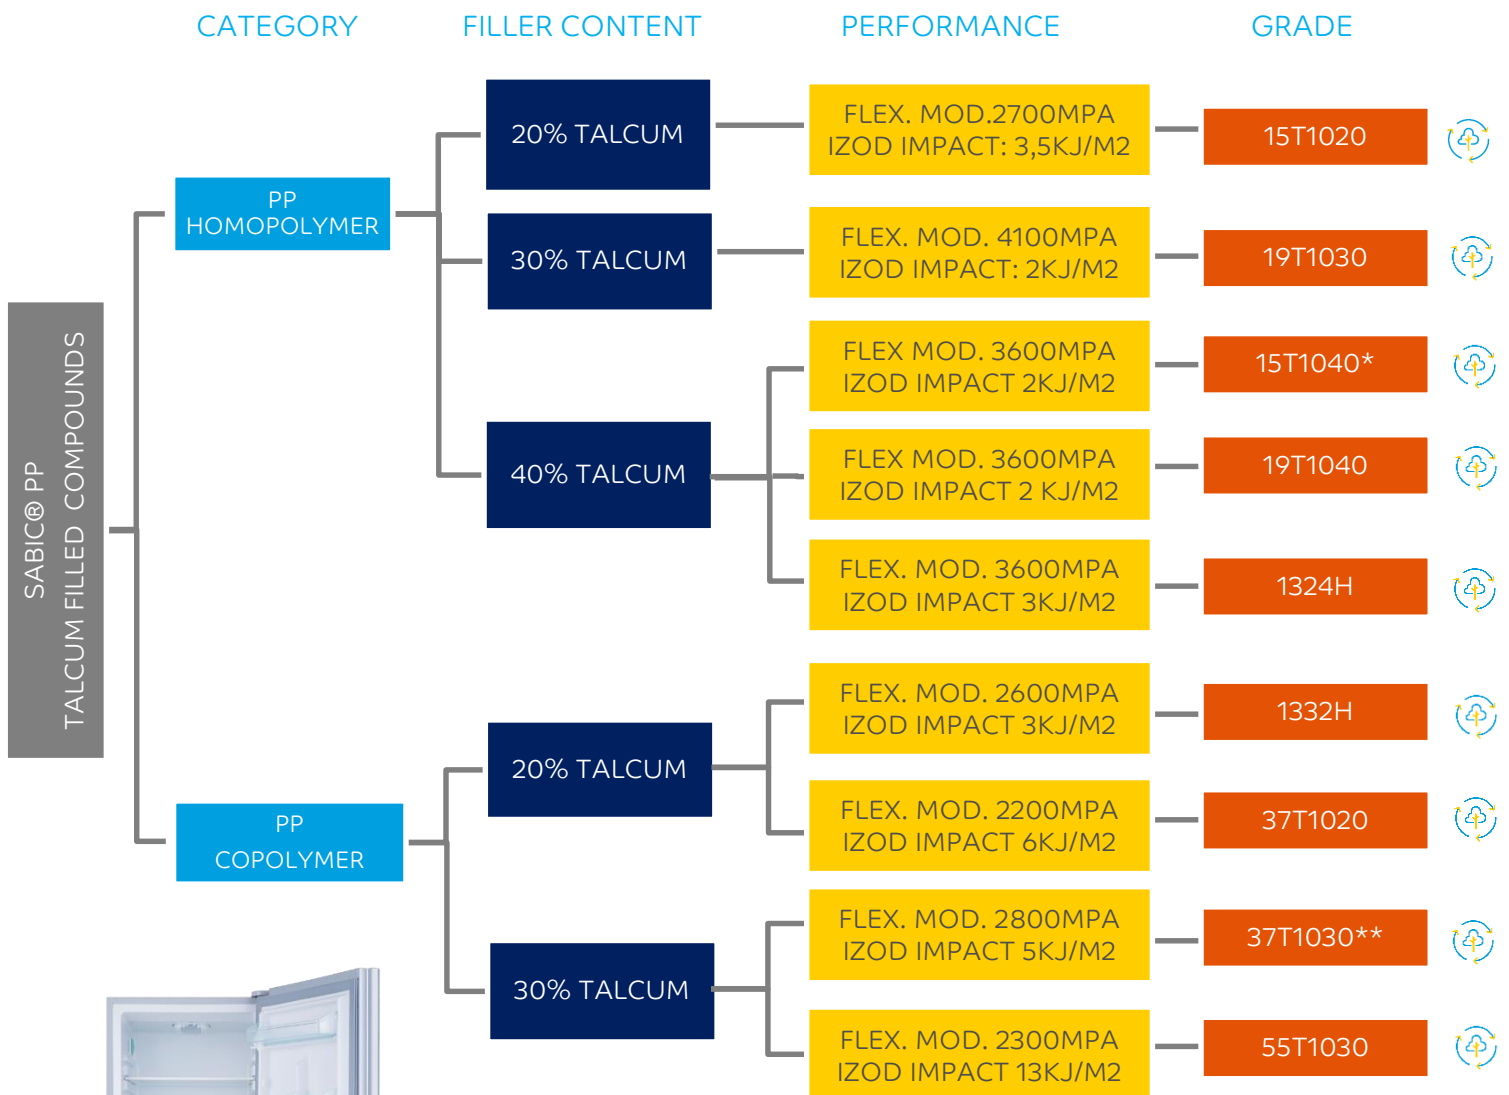 CATEGORY
FILLER CONTENT
PERFORMANCE
GRADE
SABIC® PP
TALCUM FILLED COMPOUNDS
PP
HOMOPOLYMER
20% TALCUM
FLEX. MOD.2700MPA
IZOD IMPACT: 3,5KJ/M2
15T1020
30% TALCUM
FLEX. MOD. 4100MPA
IZOD IMPACT: 2KJ/M2
19T1030
40% TALCUM
FLEX MOD. 3600MPA
IZOD IMPACT 2KJ/M2
15T1040*
FLEX MOD. 3600MPA
IZOD IMPACT 2 KJ/M2
19T1040
FLEX. MOD. 3600MPA
IZOD IMPACT 3KJ/M2
1324H
PP
COPOLYMER
20% TALCUM
FLEX. MOD. 2600MPA
IZOD IMPACT 3KJ/M2
1332H
FLEX. MOD. 2200MPA
IZOD IMPACT 6KJ/M2
37T1020
30% TALCUM
FLEX. MOD. 2800MPA
IZOD IMPACT 5KJ/M2
37T1030**
FLEX. MOD. 2300MPA
IZOD IMPACT 13KJ/M2
55T1030